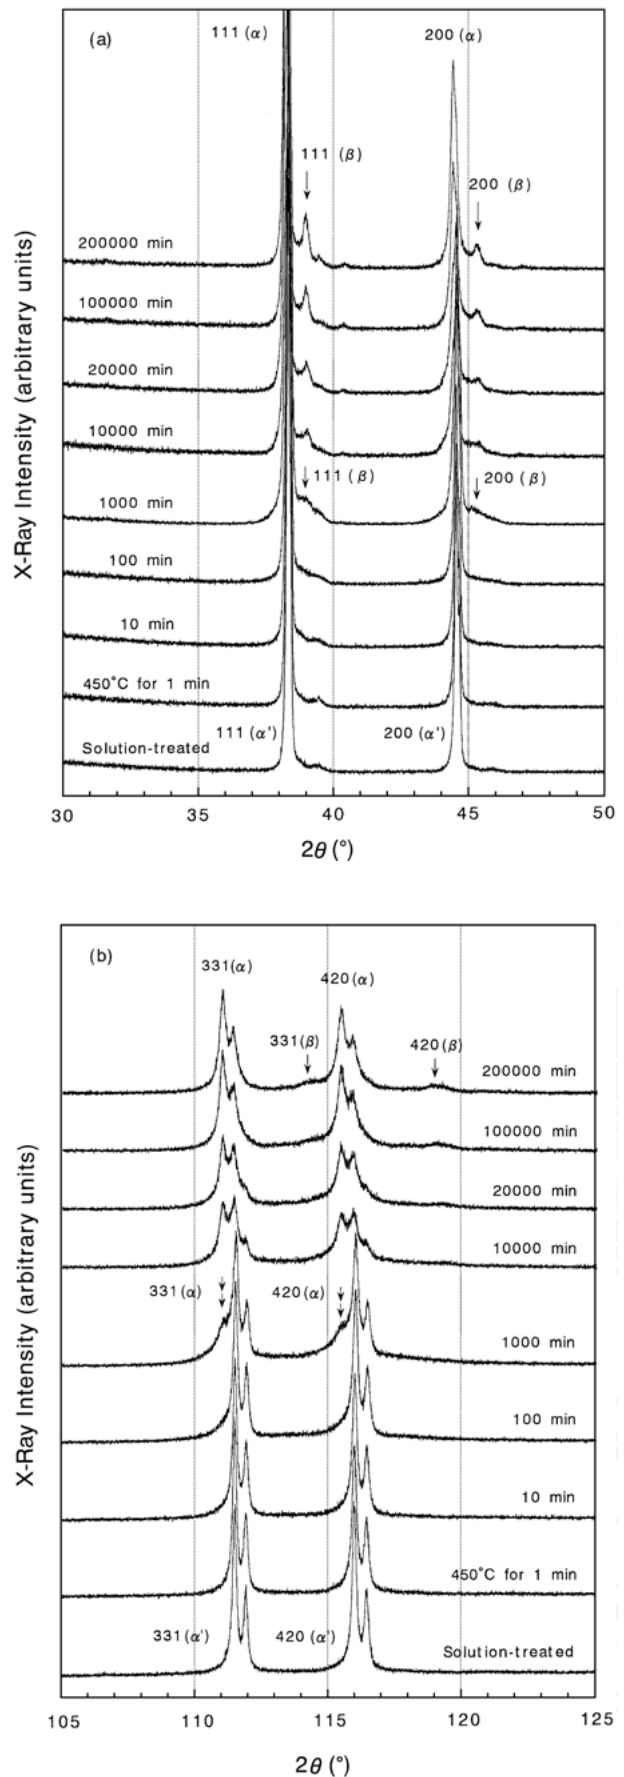 (a)
111 (α)
200 (α)
111 (β)
200 (β)
200000 min
100000 min
20000 min
10000 min
111 (β)
200 (β)
1000 min
100 min
10 min
450°C for 1 min
111 (α')
200 (α')
Solution-treated
X-Ray Intensity (arbitrary units)
30 35 40 45 50
2θ (°)
(b)
331(α)
420(α)
331(β)
420(β)
200000 min
100000 min
20000 min
10000 min
331(α)
420(α)
1000 min
100 min
10 min
450°C for 1 min
331(α')
420(α')
Solution-treated
X-Ray Intensity (arbitrary units)
105 110 115 120 125
2θ (°)